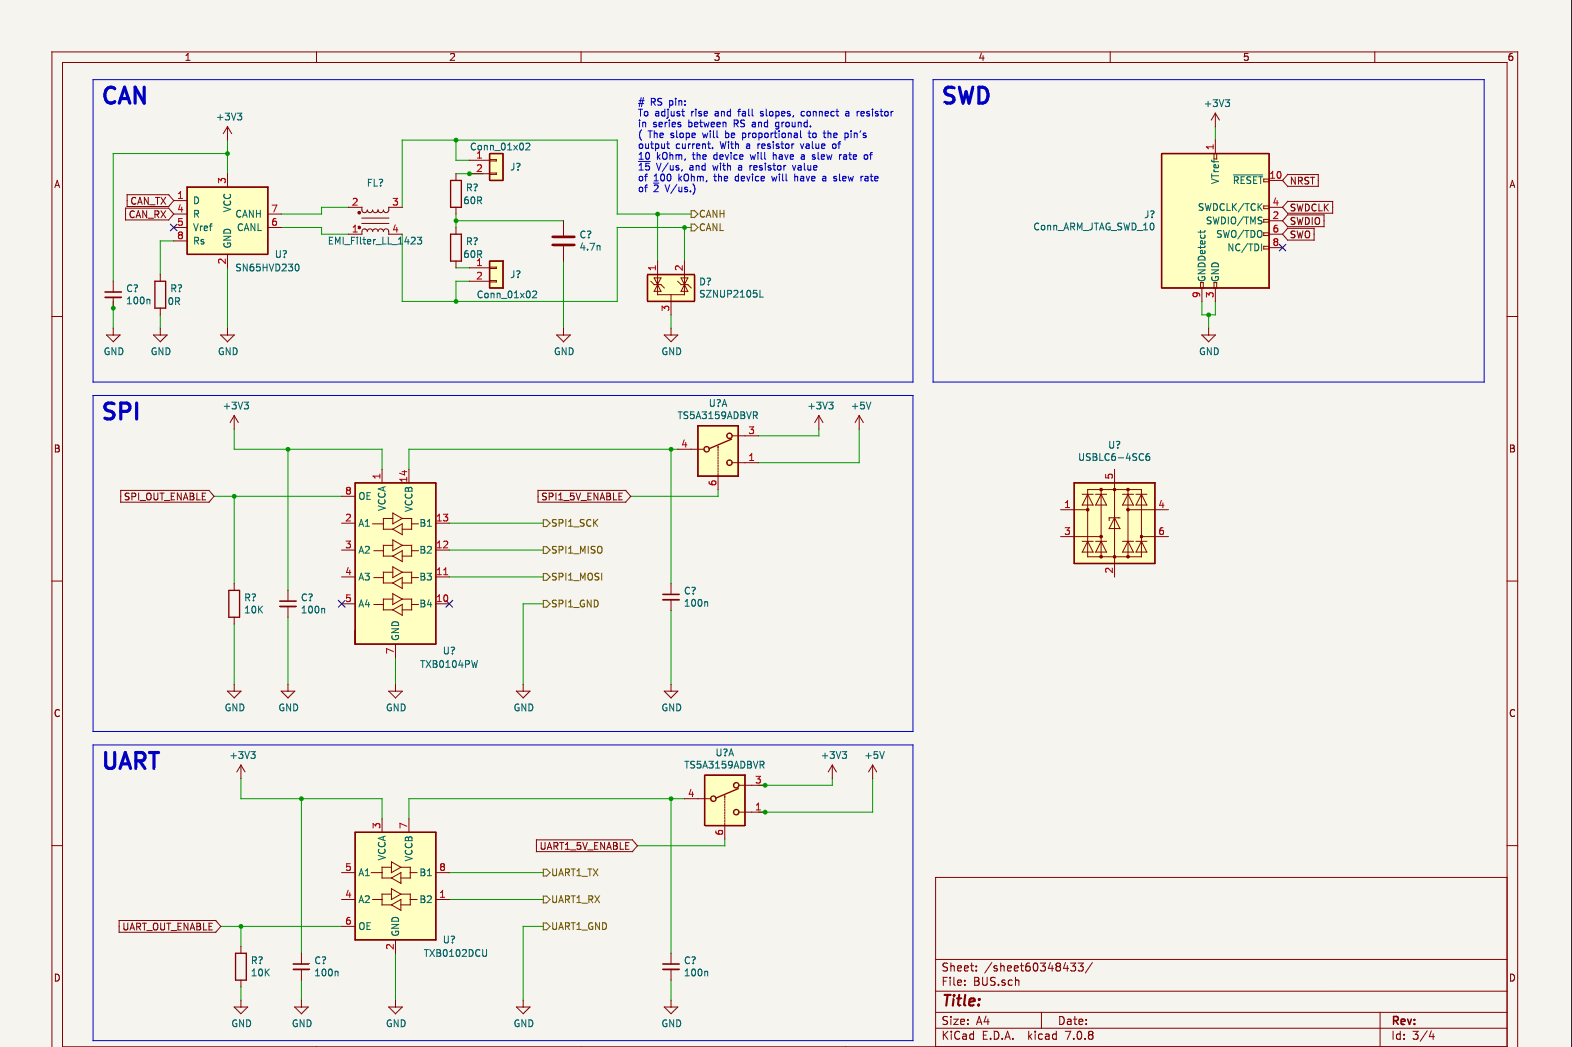 1 2 3 4 5 6
A
B
C
D
A
B
C
D
CAN
+3V3
CAN_TX
CAN_RX
1 D
4 R
5 Vref
8 Rs
3
VCC
GND
2
CANH 7
CANL 6
U?
SN65HVD230
C?
100n
R?
0R
GND
GND
GND
FL?
2 3
1 4
EMI_Filter_LL_1423
Conn_01x02
1
2
J?
R?
60R
R?
60R
1
2
J?
Conn_01x02
C?
4.7n
GND
# RS pin:
To adjust rise and fall slopes, connect a resistor
in series between RS and ground.
( The slope will be proportional to the pin's
output current. With a resistor value of
10 kOhm, the device will have a slew rate of
15 V/us, and with a resistor value
of 100 kOhm, the device will have a slew rate
of 2 V/us.)
CANH
CANL
1 2
3
D?
SZNUP2105L
GND
SWD
+3V3
1
VTref
RESET 10 NRST
SWDCLK/TCK 4 SWDCLK
SWDIO/TMS 2 SWDIO
SWO/TDO 6 SWO
NC/TDI 8
GNDDetect
GND
9 3
J?
Conn_ARM_JTAG_SWD_10
GND
SPI
+3V3
SPI_OUT_ENABLE
8 OE
1
VCCA
14
VCCB
2 A1 B1 13
3 A2 B2 12
4 A3 B3 11
5 A4 B4 10
GND
7
U?
TXB0104PW
R?
10K
C?
100n
GND
GND
GND
SPI1_SCK
SPI1_MISO
SPI1_MOSI
SPI1_GND
GND
SPI1_5V_ENABLE
U?A
TS5A3159ADBVR
4
3
1
6
+3V3
+5V
C?
100n
GND
U?
USBLC6-4SC6
5
1 4
3 6
2
UART
+3V3
3
VCCA
7
VCCB
5 A1 B1 8
4 A2 B2 1
6 OE
GND
2
U?
TXB0102DCU
UART_OUT_ENABLE
R?
10K
C?
100n
GND
GND
GND
UART1_TX
UART1_RX
UART1_GND
GND
UART1_5V_ENABLE
U?A
TS5A3159ADBVR
4
3
1
6
+3V3
+5V
C?
100n
GND
Sheet: /sheet60348433/
File: BUS.sch
Title:
Size: A4 Date: Rev:
KiCad E.D.A. kicad 7.0.8 Id: 3/4